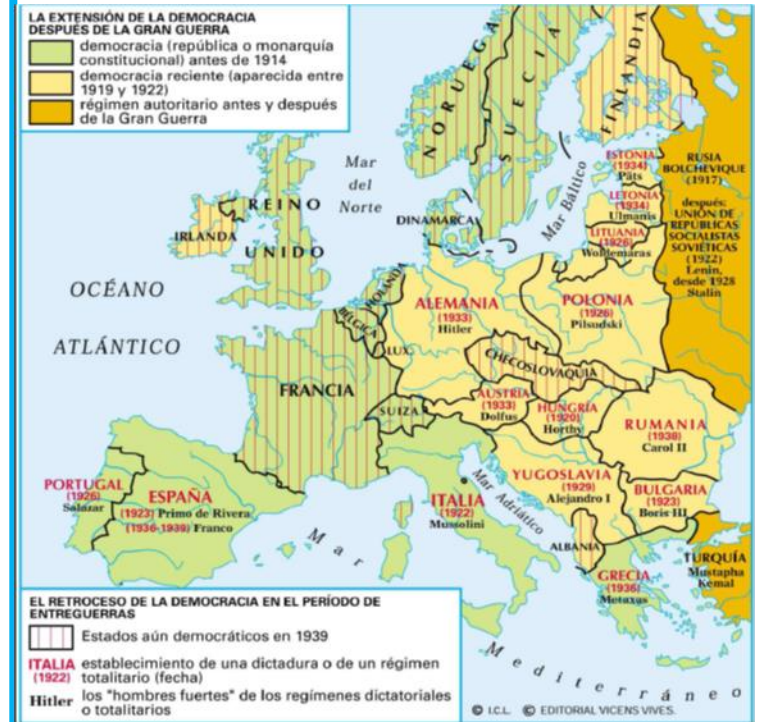 LA EXTENSIÓN DE LA DEMOCRACIA
DESPUÉS DE LA GRAN GUERRA
democracia (república o monarquía
constitucional) antes de 1914
democracia reciente (aparecida entre
1919 y 1922)
régimen autoritario antes y después
de la Gran Guerra
NORUEGA
SUECIA
FINLANDIA
Mar
del
Norte
REINO
UNIDO
IRLANDA
DINAMARCA
Mar Báltico
ESTONIA
(1934)
Päts
LETONIA
(1934)
Ulmanis
LITUANIA
(1926)
Woldemaras
RUSIA
BOLCHEVIQUE
(1917)
después:
UNIÓN DE
REPÚBLICAS
SOCIALISTAS
SOVIÉTICAS
(1922)
Lenin,
desde 1928
Stalin
OCÉANO
ATLÁNTICO
HOLANDA
BÉLGICA
LUX.
ALEMANIA
(1933)
Hitler
POLONIA
(1926)
Pilsudski
CHECOSLOVAQUIA
FRANCIA
SUIZA
AUSTRIA
(1933)
Dolfus
HUNGRÍA
(1920)
Horthy
RUMANIA
(1938)
Carol II
PORTUGAL
(1926)
Salazar
ESPAÑA
(1923) Primo de Rivera
(1936-1939) Franco
ITALIA
(1922)
Mussolini
Mar Adriático
YUGOSLAVIA
(1929)
Alejandro I
BULGARIA
(1923)
Boris III
ALBANIA
GRECIA
(1936)
TURQUÍA
Mustapha
Kemal
Mar
Mediterráneo
EL RETROCESO DE LA DEMOCRACIA EN EL PERÍODO DE
ENTREGUERRAS
Estados aún democráticos en 1939
ITALIA establecimiento de una dictadura o de un régimen
(1922) totalitario (fecha)
Hitler los "hombres fuertes" de los regímenes dictatoriales
o totalitarios
© I.C.L. © EDITORIAL VICENS VIVES.